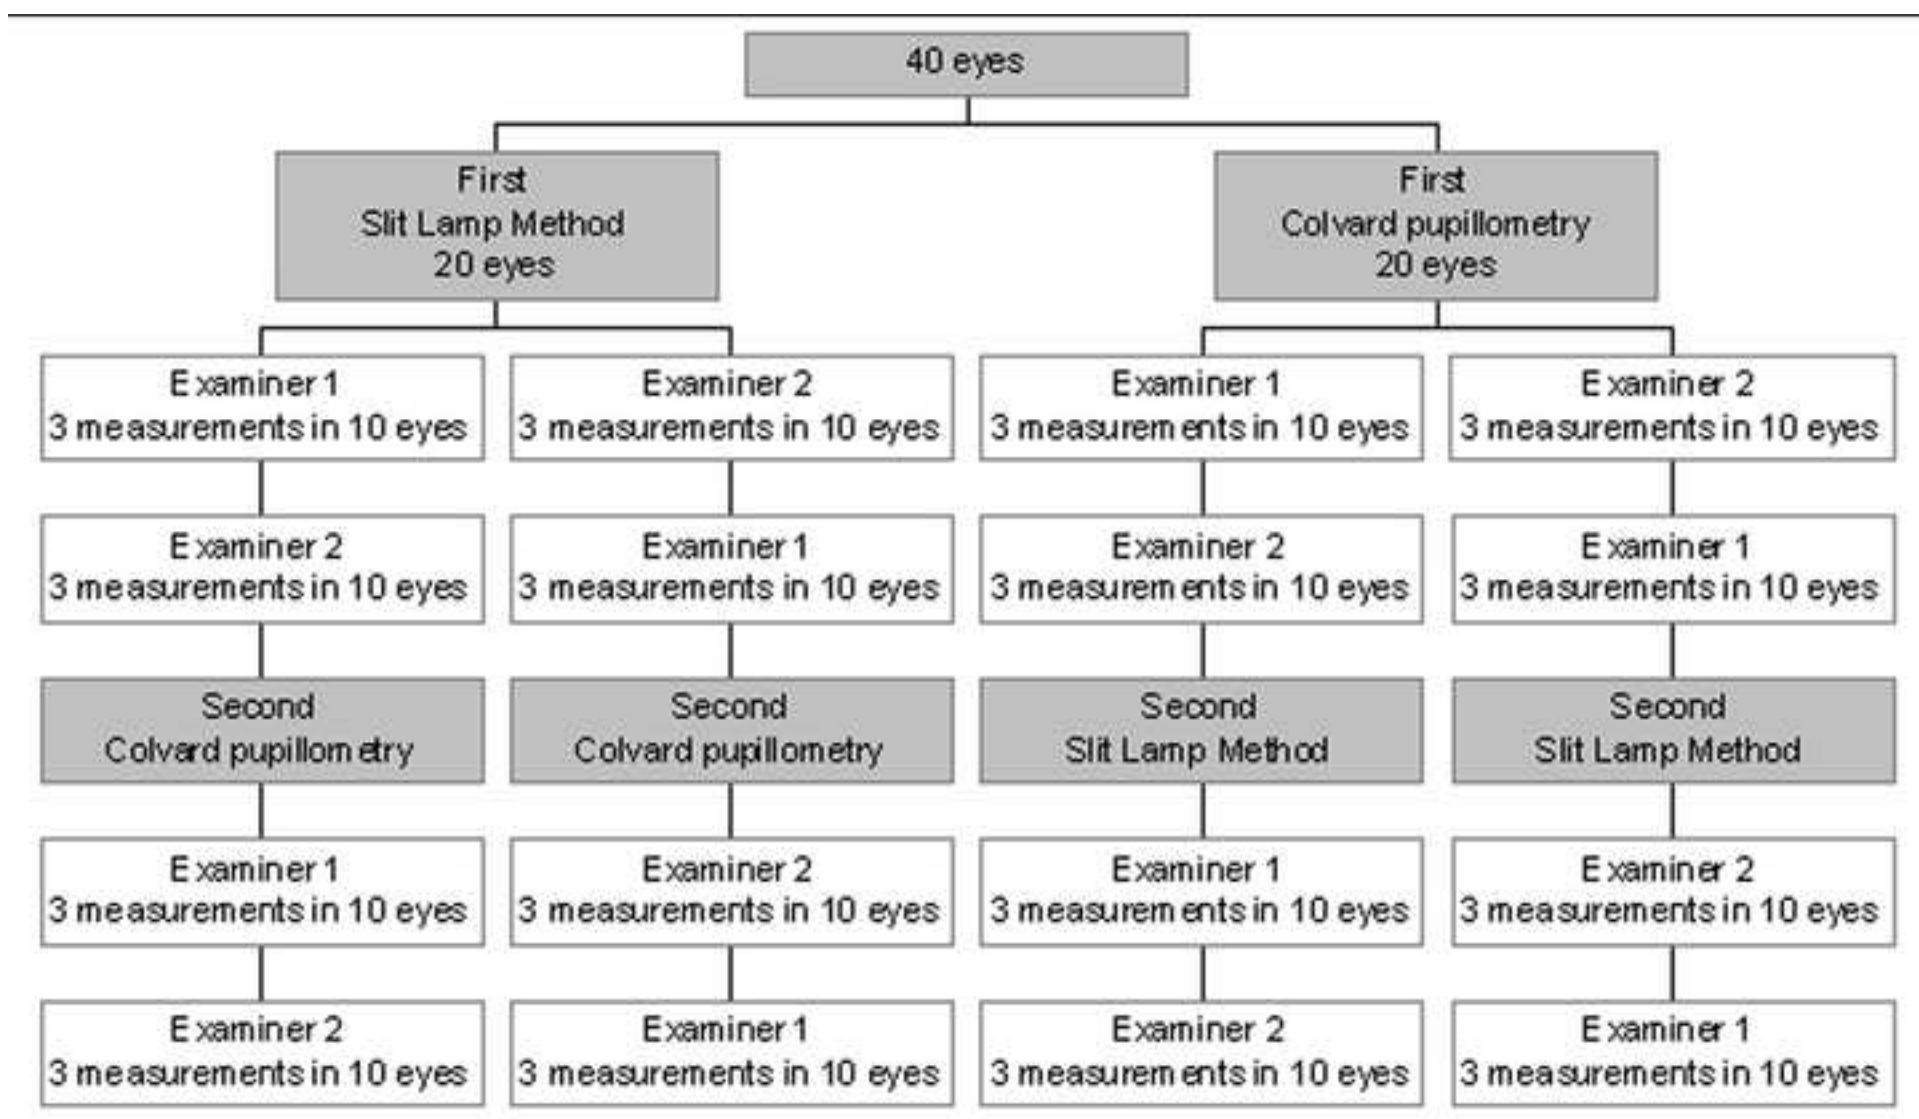 40 eyes
First
Slit Lamp Method
20 eyes
First
Colvard pupillometry
20 eyes
Examiner 1
3 measurements in 10 eyes
Examiner 2
3 measurements in 10 eyes
Examiner 1
3 measurements in 10 eyes
Examiner 2
3 measurements in 10 eyes
Examiner 2
3 measurements in 10 eyes
Examiner 1
3 measurements in 10 eyes
Examiner 2
3 measurements in 10 eyes
Examiner 1
3 measurements in 10 eyes
Second
Colvard pupillometry
Second
Colvard pupillometry
Second
Slit Lamp Method
Second
Slit Lamp Method
Examiner 1
3 measurements in 10 eyes
Examiner 2
3 measurements in 10 eyes
Examiner 1
3 measurements in 10 eyes
Examiner 2
3 measurements in 10 eyes
Examiner 2
3 measurements in 10 eyes
Examiner 1
3 measurements in 10 eyes
Examiner 2
3 measurements in 10 eyes
Examiner 1
3 measurements in 10 eyes